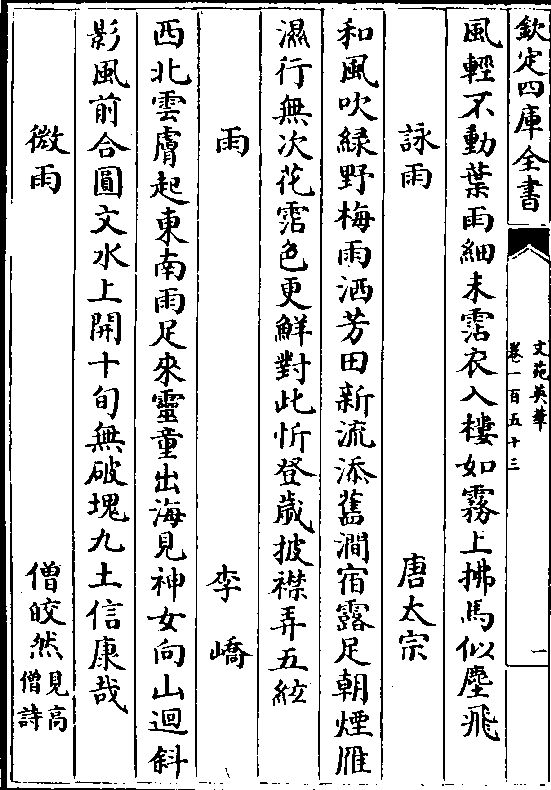 欽定四庫全書
文苑英華
卷一百五十三
一
風輕不動葉雨細未霑衣入樓如霧上拂馬似塵飛
詠雨 唐太宗
和風吹綠野梅雨洒芳田新流添舊澗宿露足朝煙雁
濕行無次花霑色更鮮對此忻登歲披襟弄五絃
雨 李嶠
西北雲膚起東南雨足來靈童出海見神女向山迴斜
影風前合圓文水上開十旬無破塊九土信康哉
微雨 僧皎然見高僧詩